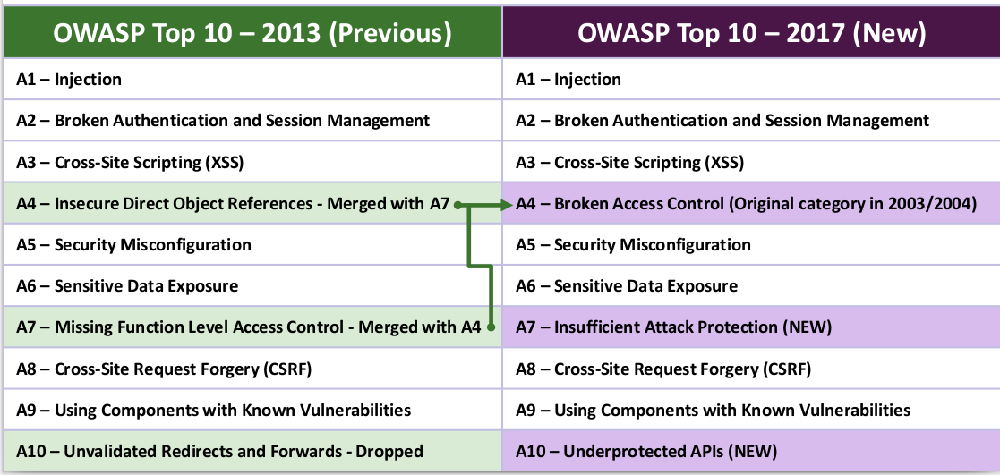 OWASP Top 10 – 2013 (Previous) OWASP Top 10 – 2017 (New)
A1 – Injection A1 – Injection
A2 – Broken Authentication and Session Management A2 – Broken Authentication and Session Management
A3 – Cross-Site Scripting (XSS) A3 – Cross-Site Scripting (XSS)
A4 – Insecure Direct Object References - Merged with A7 A4 – Broken Access Control (Original category in 2003/2004)
A5 – Security Misconfiguration A5 – Security Misconfiguration
A6 – Sensitive Data Exposure A6 – Sensitive Data Exposure
A7 – Missing Function Level Access Control - Merged with A4 A7 – Insufficient Attack Protection (NEW)
A8 – Cross-Site Request Forgery (CSRF) A8 – Cross-Site Request Forgery (CSRF)
A9 – Using Components with Known Vulnerabilities A9 – Using Components with Known Vulnerabilities
A10 – Unvalidated Redirects and Forwards - Dropped A10 – Underprotected APIs (NEW)